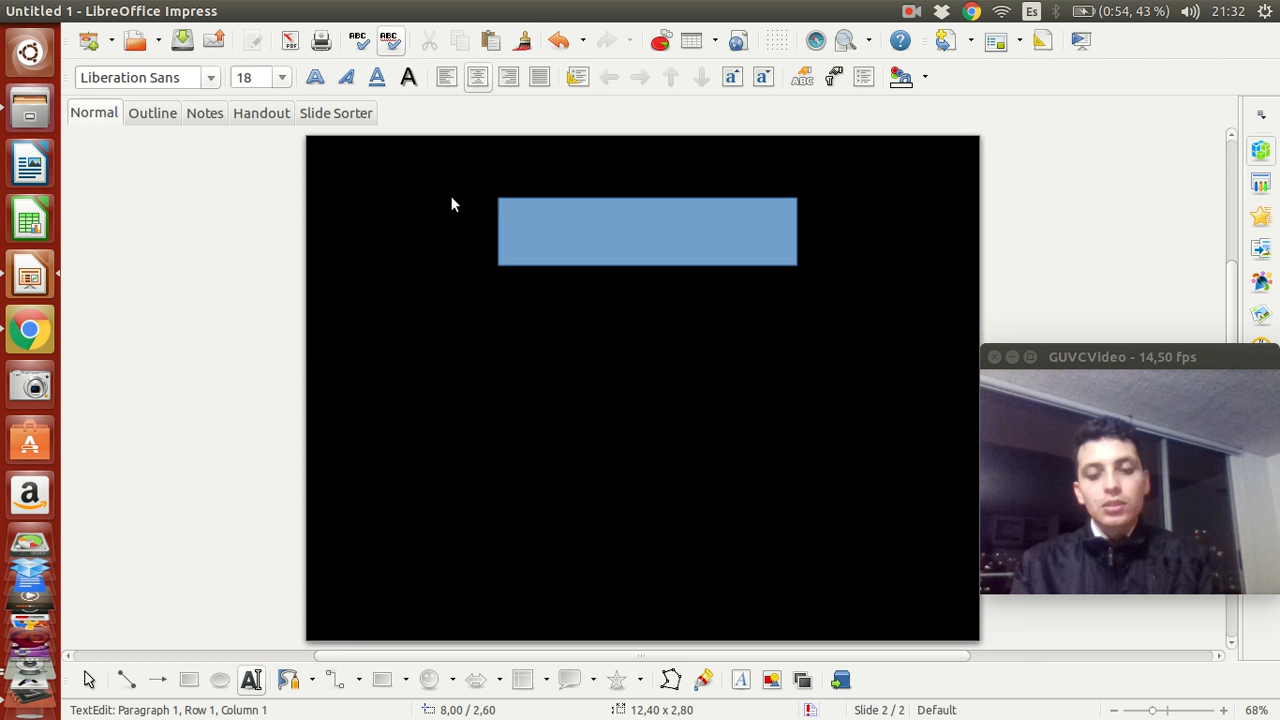 Untitled 1 - LibreOffice Impress
Es
(0:54, 43 %)
21:32
Liberation Sans
18
Normal
Outline
Notes
Handout
Slide Sorter
GUVCVideo - 14,50 fps
TextEdit: Paragraph 1, Row 1, Column 1
8,00 / 2,60
12,40 x 2,80
Slide 2 / 2
Default
68%